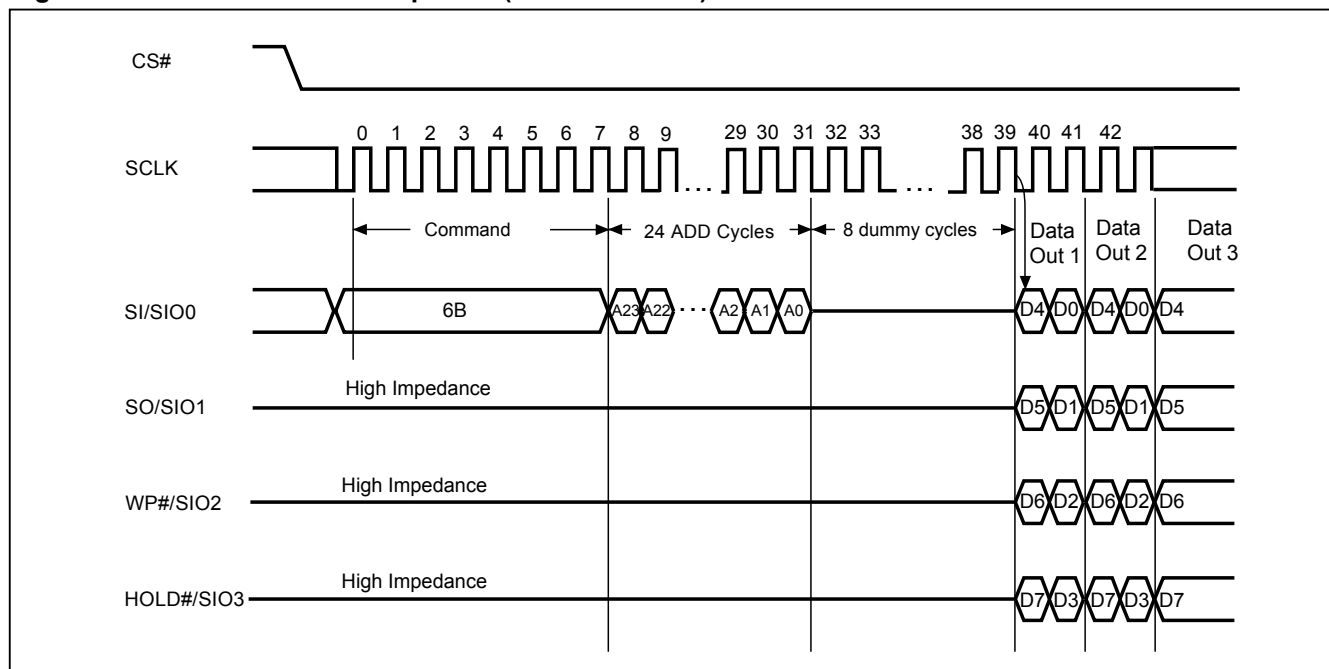 CS#
0 1 2 3 4 5 6 7 8 9 29 30 31 32 33 38 39 40 41 42
SCLK
Command 24 ADD Cycles 8 dummy cycles
Data Out 1
Data Out 2
Data Out 3
SI/SIO0 6B A23 A22 A2 A1 A0 D4 D0 D4 D0 D4
High Impedance
SO/SIO1 D5 D1 D5 D1 D5
High Impedance
WP#/SIO2 D6 D2 D6 D2 D6
High Impedance
HOLD#/SIO3 D7 D3 D7 D3 D7